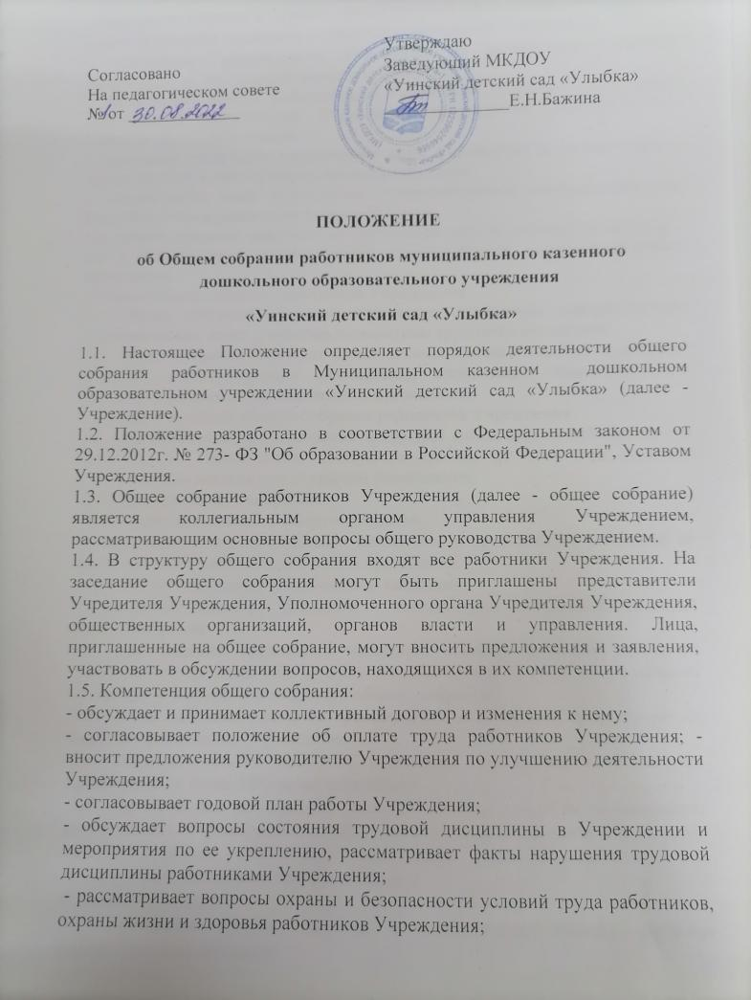 Согласовано
На педагогическом совете
№1 от 30.08.2022
Утверждаю
Заведующий МКДОУ
«Уинский детский сад «Улыбка»
Е.Н.Бажина
ПОЛОЖЕНИЕ
об Общем собрании работников муниципального казенного
дошкольного образовательного учреждения
«Уинский детский сад «Улыбка»
1.1. Настоящее Положение определяет порядок деятельности общего
собрания работников в Муниципальном казенном дошкольном
образовательном учреждении «Уинский детский сад «Улыбка» (далее -
Учреждение).
1.2. Положение разработано в соответствии с Федеральным законом от
29.12.2012г. № 273- ФЗ "Об образовании в Российской Федерации", Уставом
Учреждения.
1.3. Общее собрание работников Учреждения (далее - общее собрание)
является коллегиальным органом управления Учреждением,
рассматривающим основные вопросы общего руководства Учреждением.
1.4. В структуру общего собрания входят все работники Учреждения. На
заседание общего собрания могут быть приглашены представители
Учредителя Учреждения, Уполномоченного органа Учредителя Учреждения,
общественных организаций, органов власти и управления. Лица,
приглашенные на общее собрание, могут вносить предложения и заявления,
участвовать в обсуждении вопросов, находящихся в их компетенции.
1.5. Компетенция общего собрания:
- обсуждает и принимает коллективный договор и изменения к нему;
- согласовывает положение об оплате труда работников Учреждения; -
вносит предложения руководителю Учреждения по улучшению деятельности
Учреждения;
- согласовывает годовой план работы Учреждения;
- обсуждает вопросы состояния трудовой дисциплины в Учреждении и
мероприятия по ее укреплению, рассматривает факты нарушения трудовой
дисциплины работниками Учреждения;
- рассматривает вопросы охраны и безопасности условий труда работников,
охраны жизни и здоровья работников Учреждения;